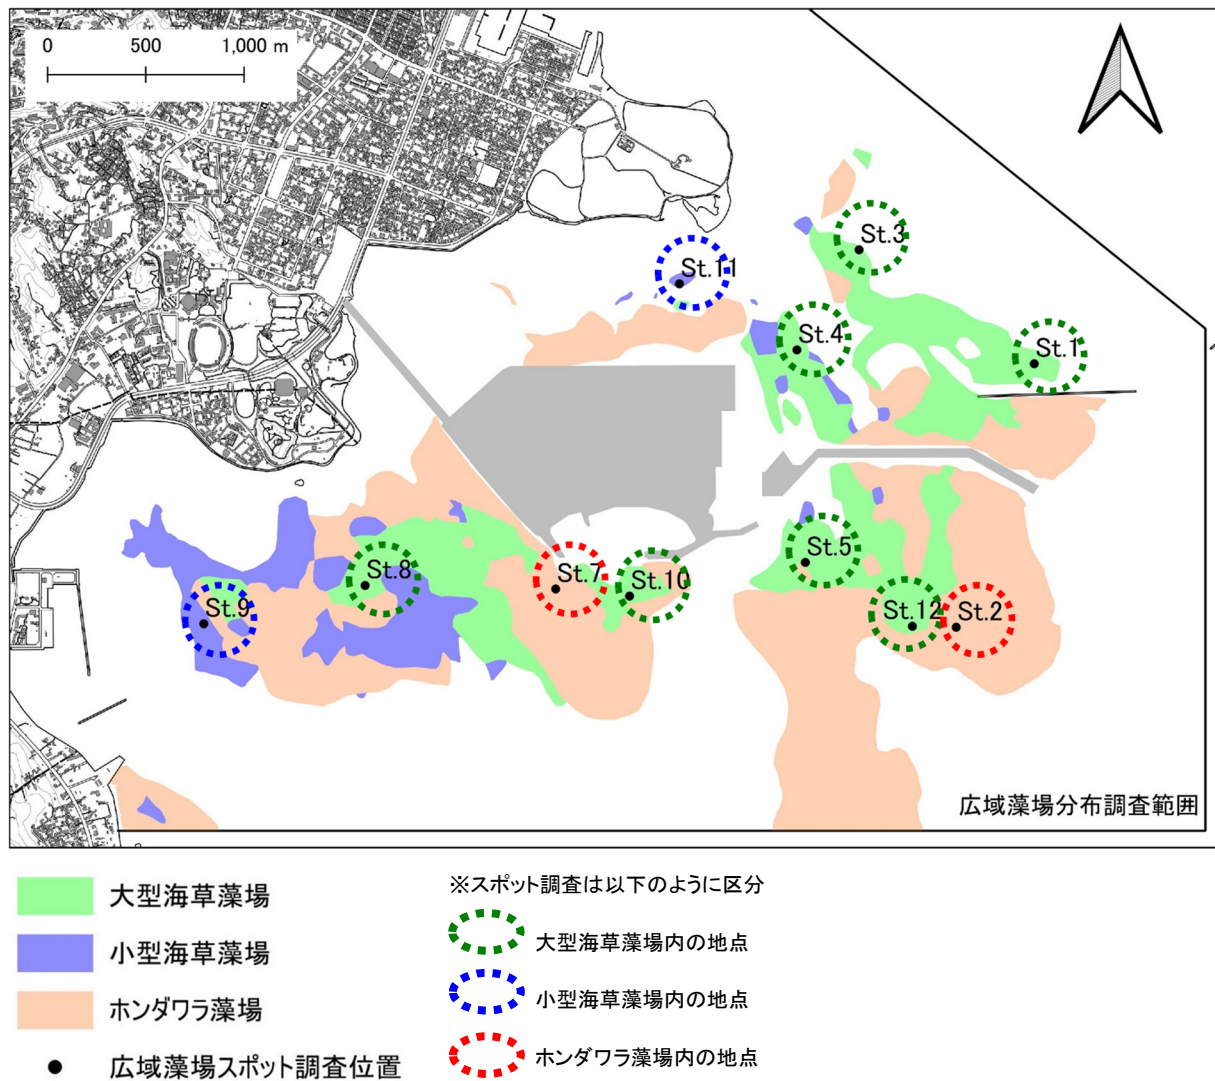 0 500 1,000 m
St.3
St.11
St.4
St.1
St.5
St.8
St.7
St.10
St.9
St.12
St.2
広域藻場分布調査範囲
大型海草藻場
小型海草藻場
ホンダワラ藻場
広域藻場スポット調査位置
※スポット調査は以下のように区分
大型海草藻場内の地点
小型海草藻場内の地点
ホンダワラ藻場内の地点